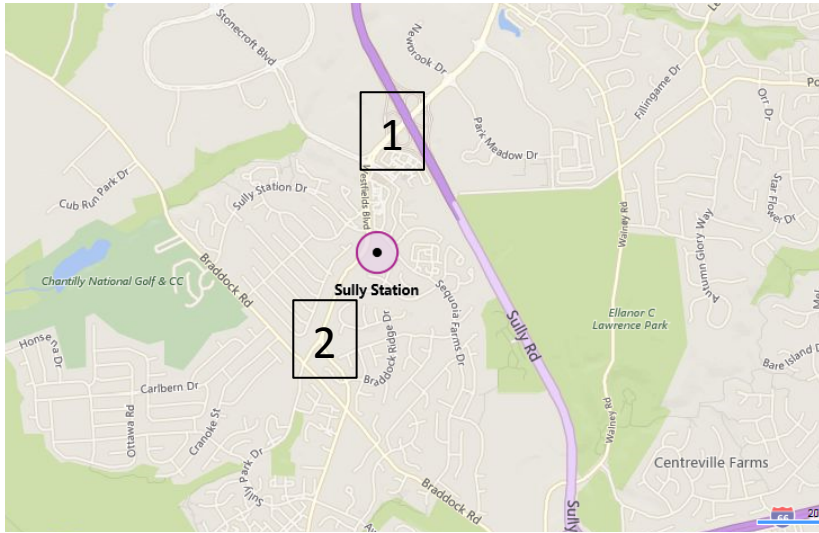 Stonecroft Blvd
Newbrook Dr
Fillingame Dr
Orr Dr
1
Park Meadow Dr
Cub Run Park Dr
Sully Station Dr
Westfields Blvd
Walney Rd
Star Flower Dr
Autumn Glory Way
Braddock Rd
Chantilly National Golf & CC
Sully Station
Sequoia Farms Dr
Ellanor C
Lawrence Park
Sully Rd
2
Braddock Ridge Dr
Carlbern Dr
Ottawa Rd
Cranoke St
Walney Rd
Bare Island
Sully Park Dr
Centreville Farms
Braddock Rd
Sully
66
20